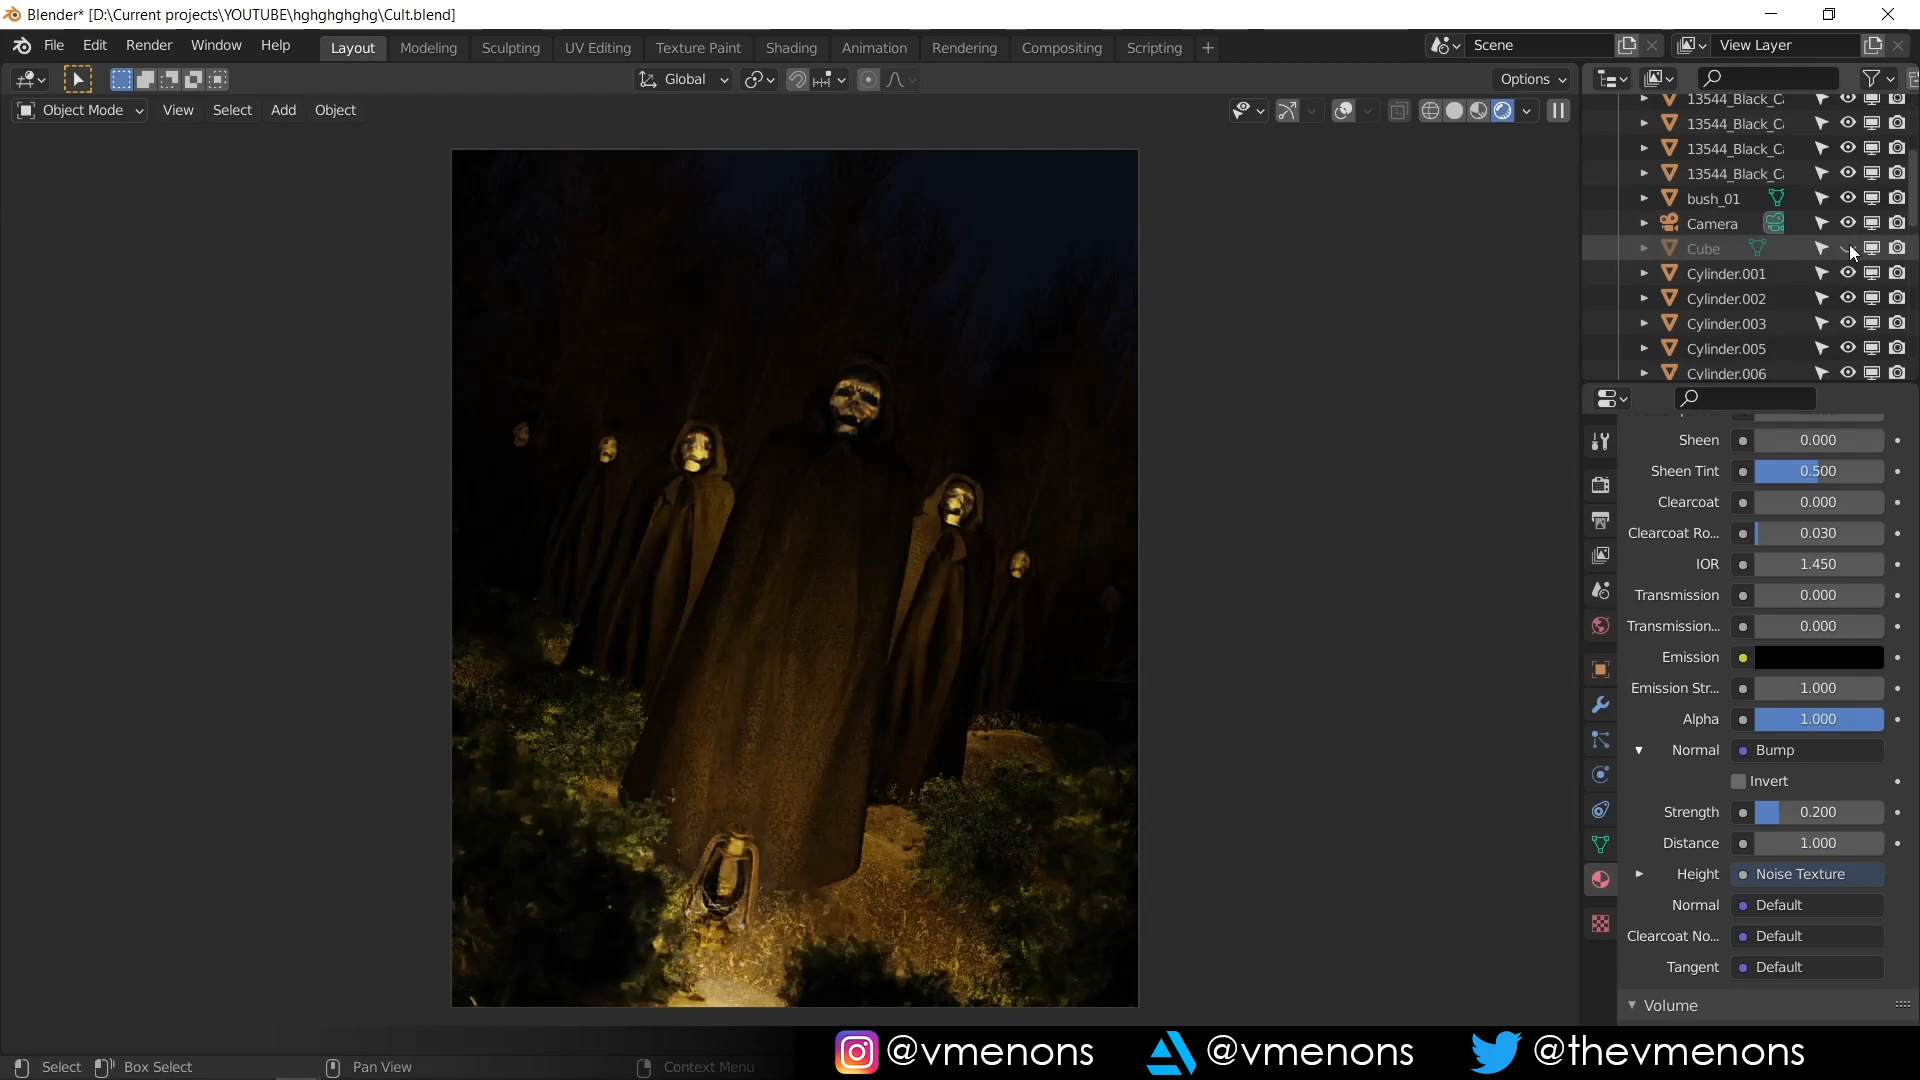 Blender* [D:\Current projects\YOUTUBE\hghghghghg\Cult.blend]
File Edit Render Window Help Layout Modeling Sculpting UV Editing Texture Paint Shading Animation Rendering Compositing Scripting + Scene View Layer
Global Options
Object Mode View Select Add Object
13544_Black_Ca
13544_Black_Ca
13544_Black_Ca
13544_Black_Ca
bush_01
Camera
Cube
Cylinder.001
Cylinder.002
Cylinder.003
Cylinder.005
Cylinder.006
Sheen 0.000
Sheen Tint 0.500
Clearcoat 0.000
Clearcoat Ro... 0.030
IOR 1.450
Transmission 0.000
Transmission... 0.000
Emission
Emission Str... 1.000
Alpha 1.000
Normal Bump
Invert
Strength 0.200
Distance 1.000
Height Noise Texture
Normal Default
Clearcoat No... Default
Tangent Default
Volume
Select Box Select Pan View Context Menu
@vmenons @vmenons @thevmenons